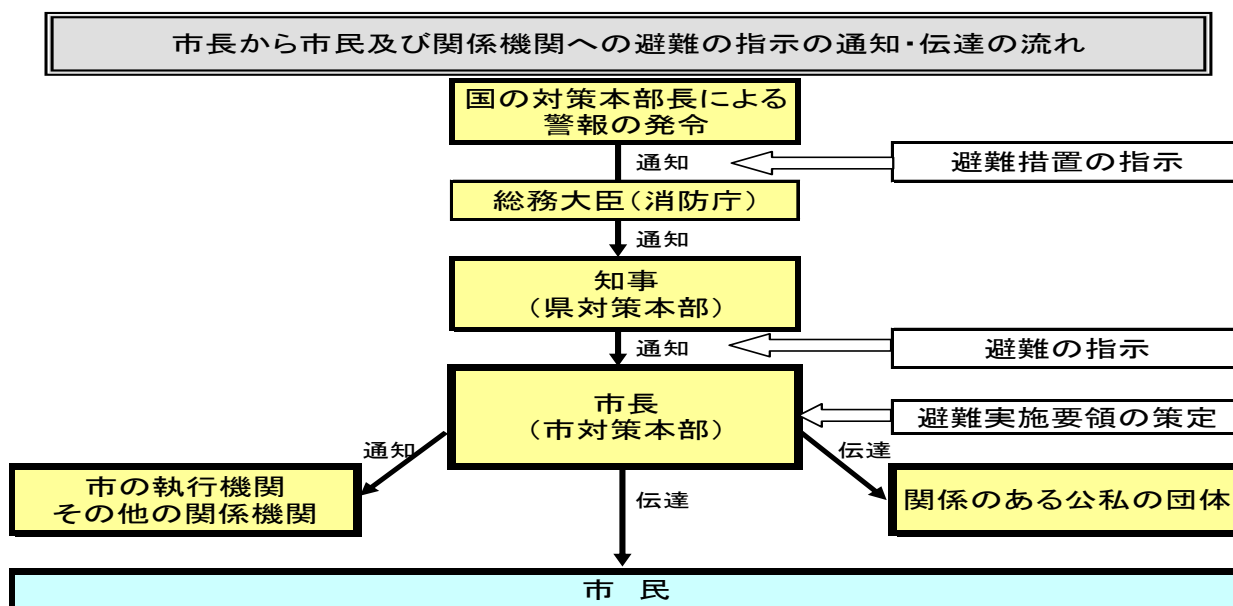 市長から市民及び関係機関への避難の指示の通知・伝達の流れ
国の対策本部長による
警報の発令
通知
避難措置の指示
総務大臣(消防庁)
通知
知事
(県対策本部)
通知
避難の指示
市長
(市対策本部)
避難実施要領の策定
通知
伝達
市の執行機関
その他の関係機関
伝達
関係のある公私の団体
市 民